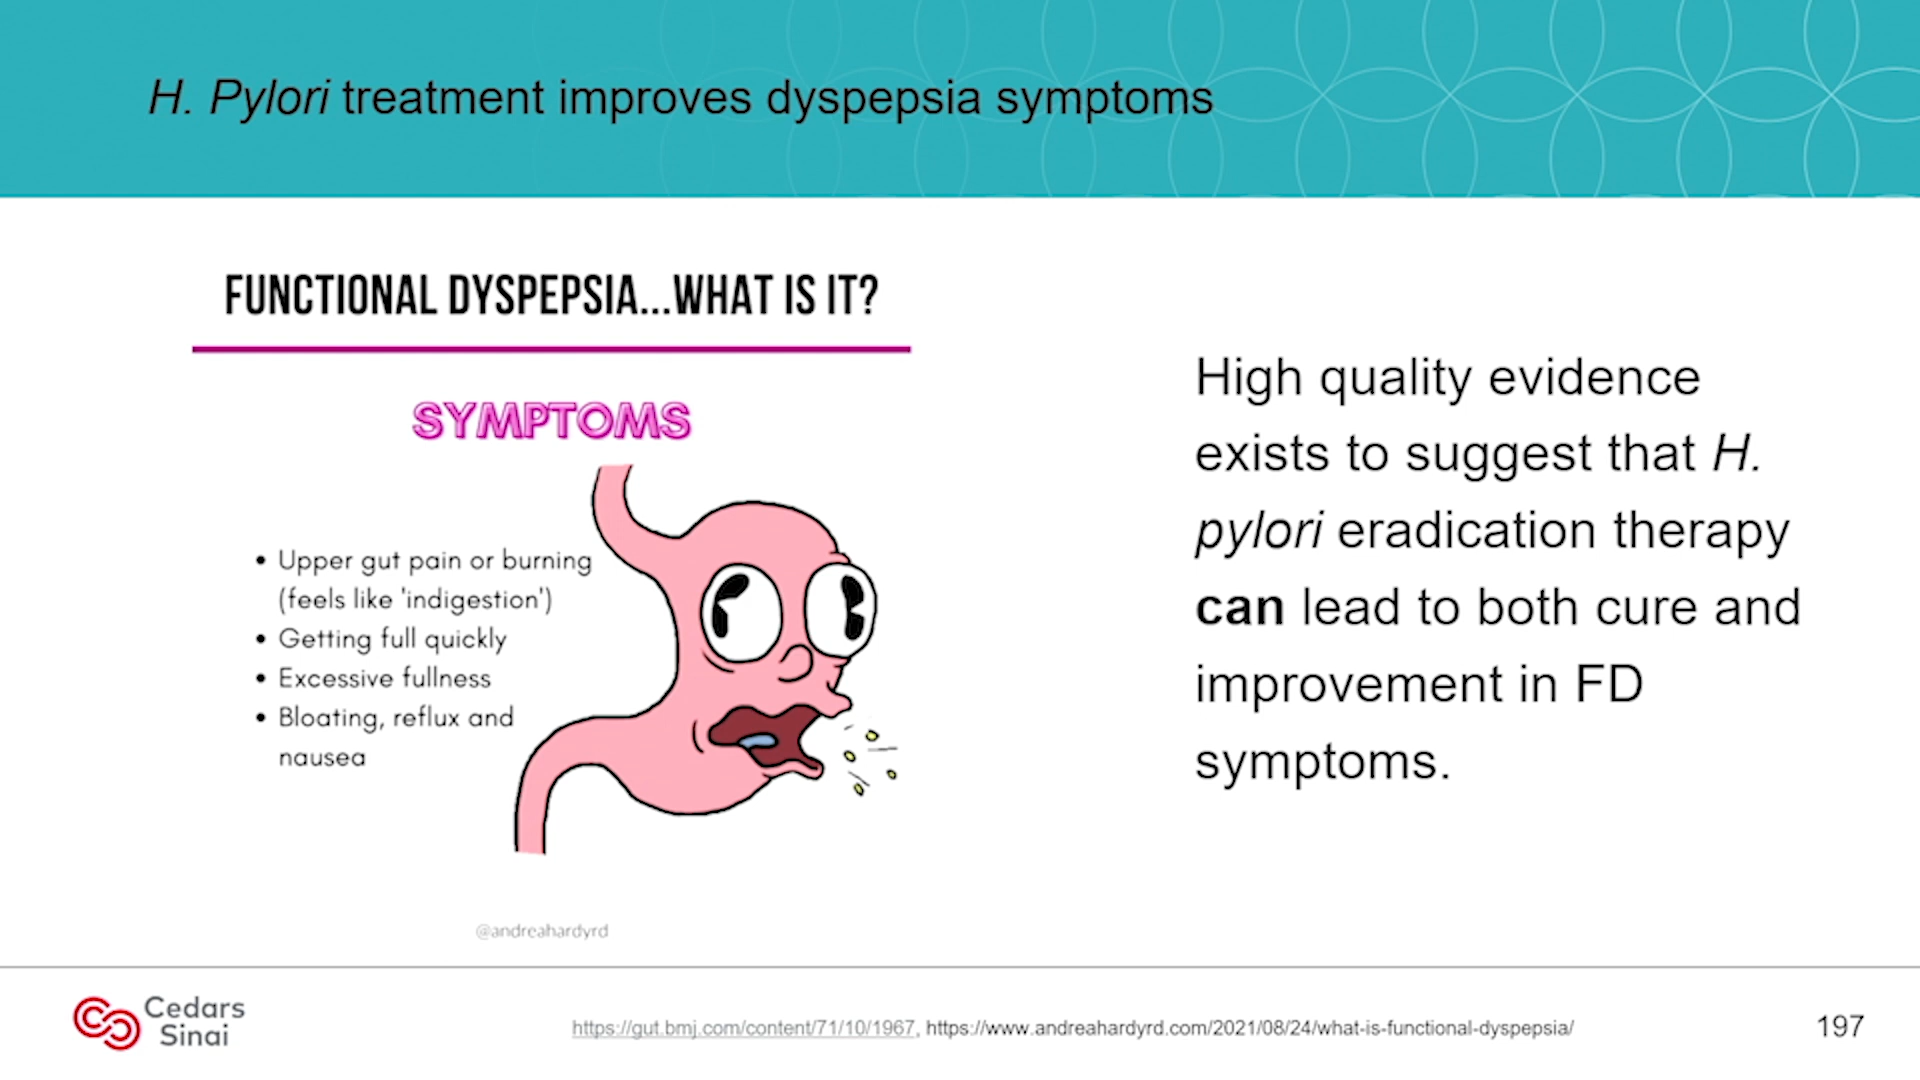 H. Pylori treatment improves dyspepsia symptoms
FUNCTIONAL DYSPEPSIA...WHAT IS IT?
SYMPTOMS
• Upper gut pain or burning
(feels like 'indigestion')
• Getting full quickly
• Excessive fullness
• Bloating, reflux and
nausea
@andreahardyrd
High quality evidence
exists to suggest that H.
pylori eradication therapy
can lead to both cure and
improvement in FD
symptoms.
Cedars
Sinai
https://gut.bmj.com/content/71/10/1967, https://www.andreahardyrd.com/2021/08/24/what-is-functional-dyspepsia/
197